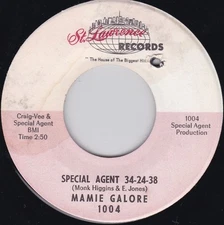 St. Lawrence
RECORDS
"The House of The Biggest Hits"
Craig-Vee &
Special Agent
BMI
Time 2:50
1004
Special Agent
Production
SPECIAL AGENT 34-24-38
(Monk Higgins & E. Jones)
MAMIE GALORE
1004